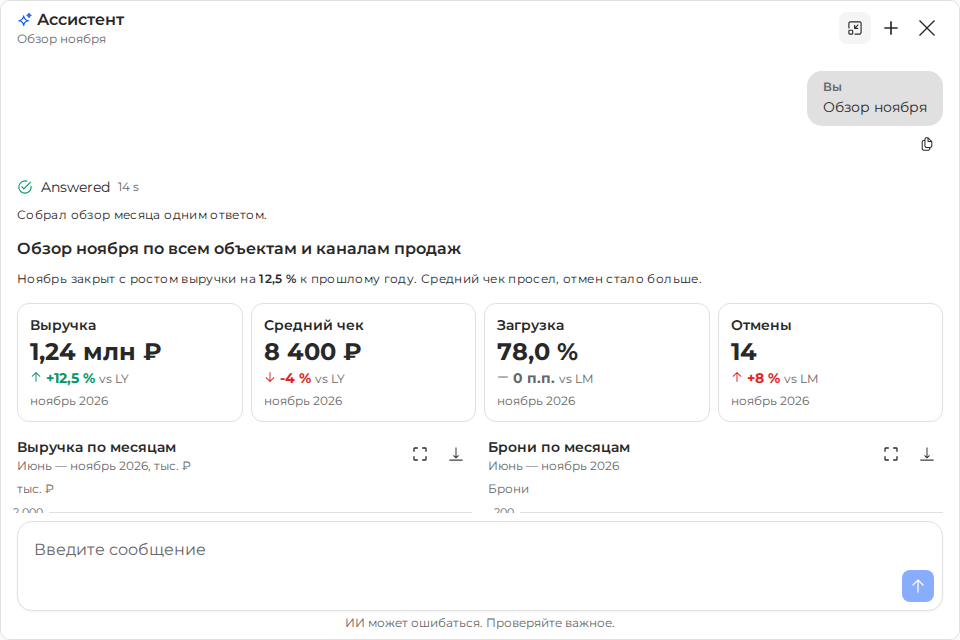 Ассистент
Обзор ноября
Вы
Обзор ноября
Answered 14 s
Собрал обзор месяца одним ответом.
Обзор ноября по всем объектам и каналам продаж
Ноябрь закрыт с ростом выручки на 12,5 % к прошлому году. Средний чек просел, отмен стало больше.
Выручка
1,24 млн ₽
↑ +12,5 % vs LY
ноябрь 2026
Средний чек
8 400 ₽
↓ -4 % vs LY
ноябрь 2026
Загрузка
78,0 %
— 0 п.п. vs LM
ноябрь 2026
Отмены
14
↑ +8 % vs LM
ноябрь 2026
Выручка по месяцам
Июнь — ноябрь 2026, тыс. ₽
тыс. ₽
2 000
Брони по месяцам
Июнь — ноябрь 2026
Брони
200
Введите сообщение
ИИ может ошибаться. Проверяйте важное.